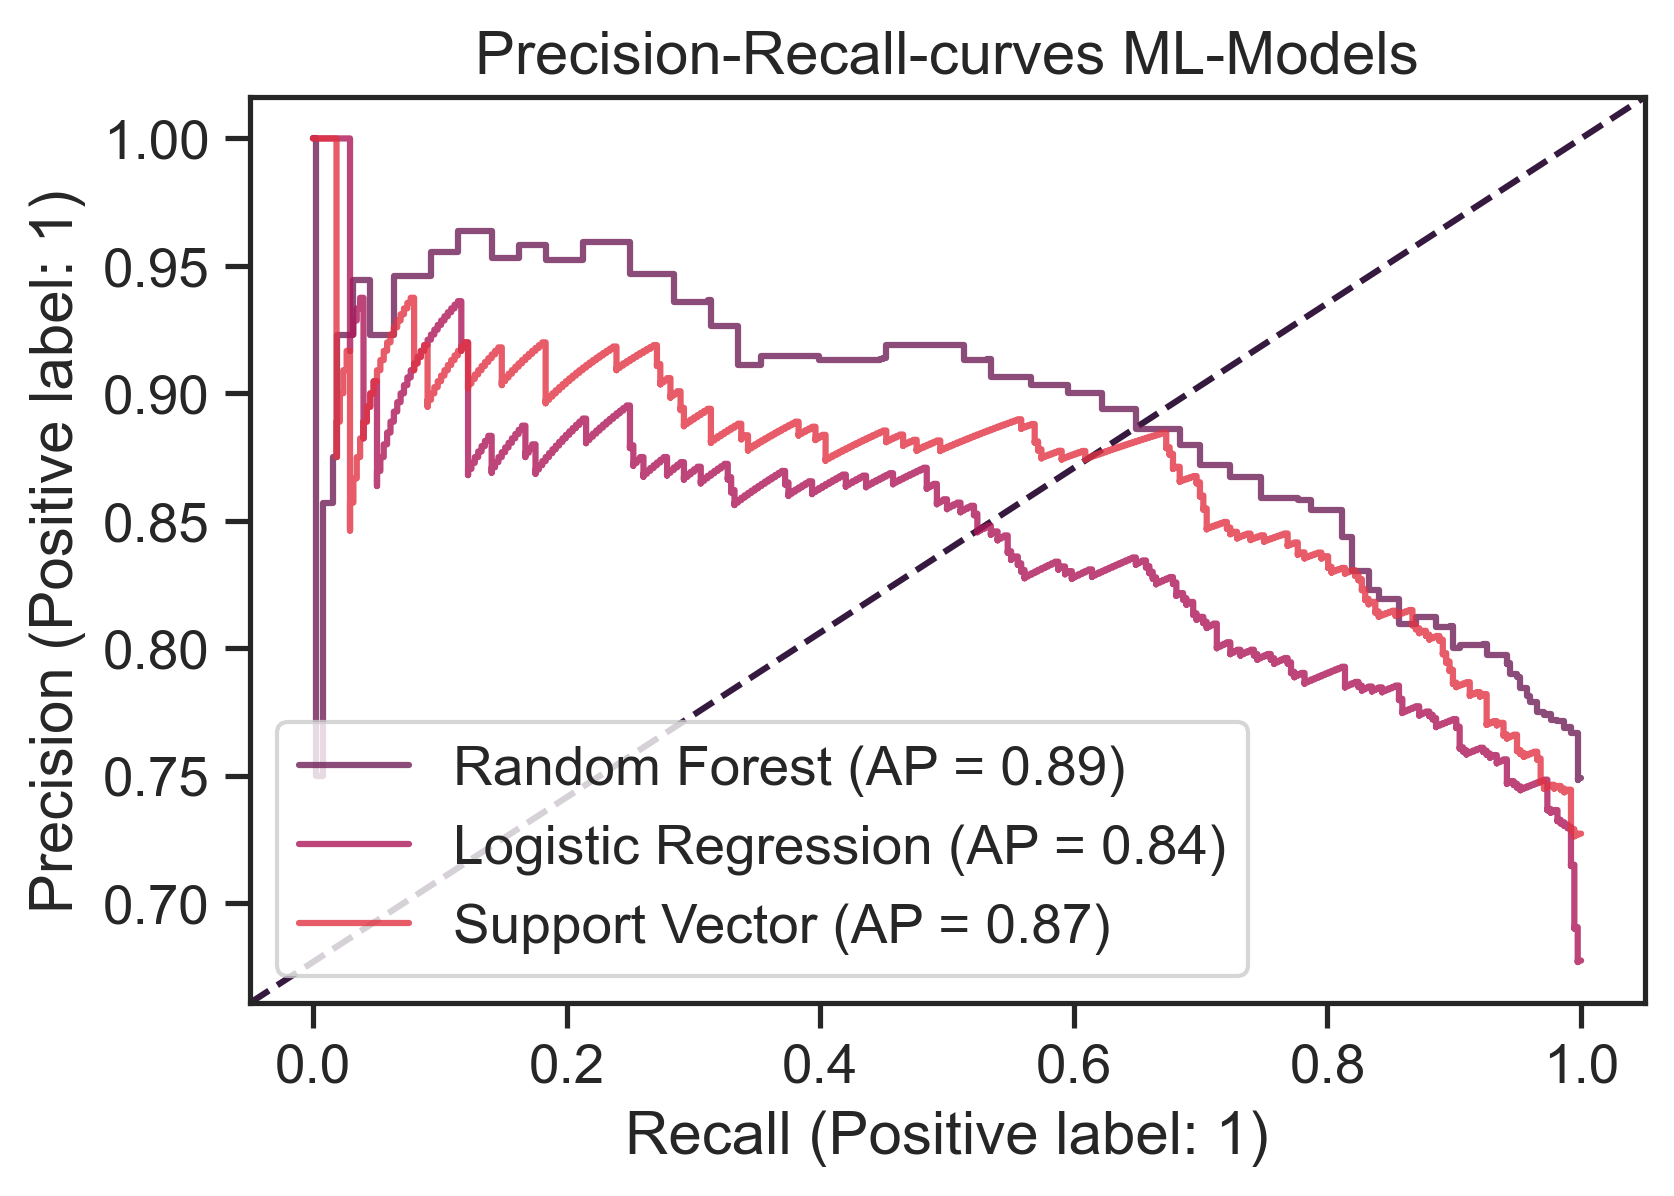 Precision-Recall-curves ML-Models
Precision (Positive label: 1)
1.00
0.95
0.90
0.85
0.80
0.75
0.70
Random Forest (AP = 0.89)
Logistic Regression (AP = 0.84)
Support Vector (AP = 0.87)
0.0 0.2 0.4 0.6 0.8 1.0
Recall (Positive label: 1)